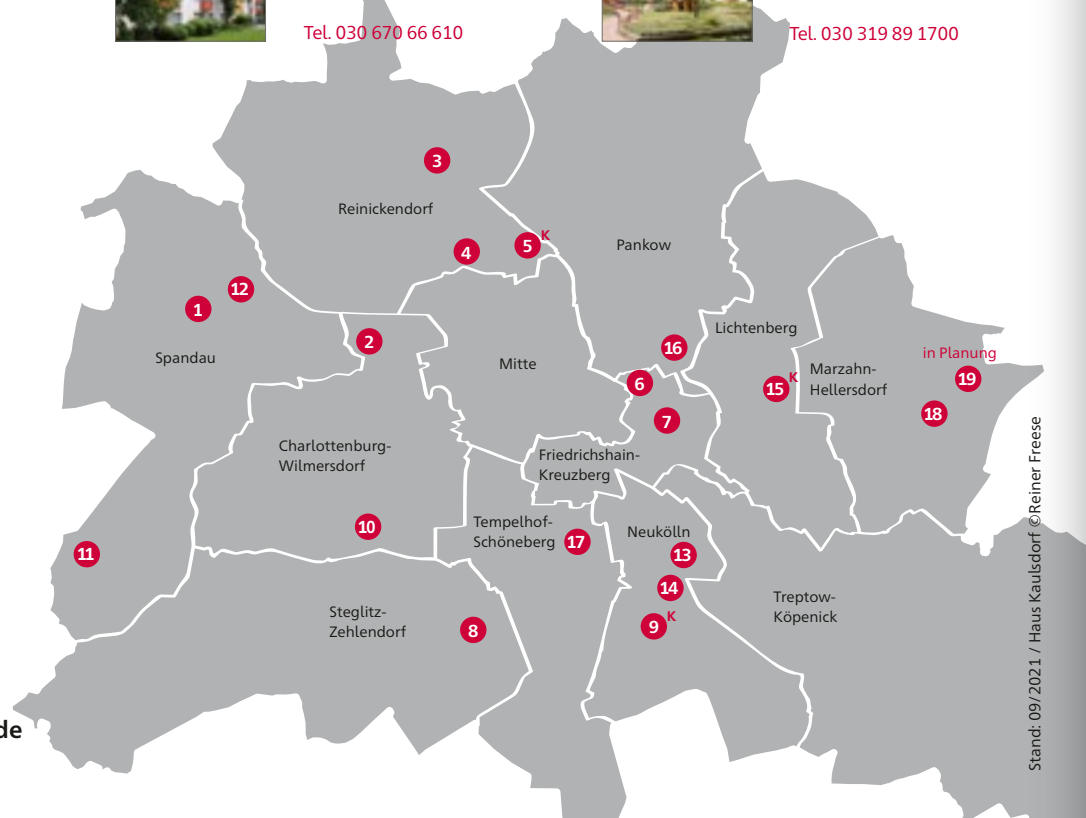 Tel. 030 670 66 610
Tel. 030 319 89 1700
3
Reinickendorf
4
5 K
Pankow
12
1
Spandau
2
Mitte
16
Lichtenberg
6
7
15 K
Marzahn-
Hellersdorf
in Planung
19
18
Charlottenburg-
Wilmersdorf
Friedrichshain-
Kreuzberg
10
11
Tempelhof-
Schöneberg
17
Neukölln
13
14
9 K
Steglitz-
Zehlendorf
8
Treptow-
Köpenick
de
Stand: 09/2021 / Haus Kaulsdorf ©Reiner Freese